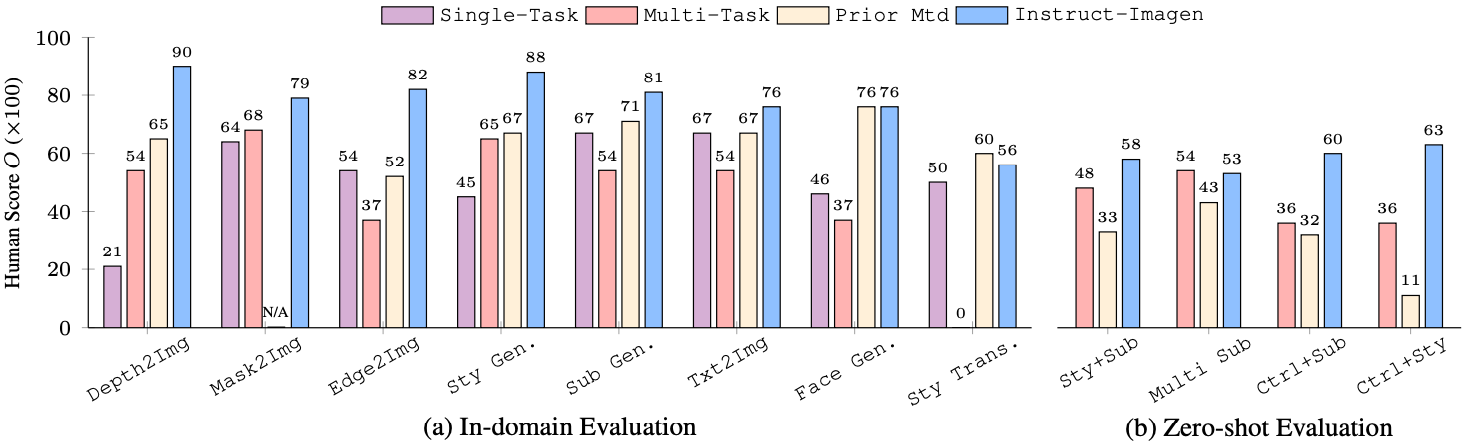 Single-Task Multi-Task Prior Mtd Instruct-Imagen
Human Score O (×100)
100
80
60
40
20
0
21 54 65 90
64 68 N/A 79
54 37 52 82
45 65 67 88
67 54 71 81
67 54 67 76
46 37 76 76
50 0 60 56
48 33 58
54 43 53
36 32 60
36 11 63
Depth2Img Mask2Img Edge2Img Sty Gen. Sub Gen. Txt2Img Face Gen. Sty Trans.
Sty+Sub Multi Sub Ctrl+Sub Ctrl+Sty
(a) In-domain Evaluation
(b) Zero-shot Evaluation